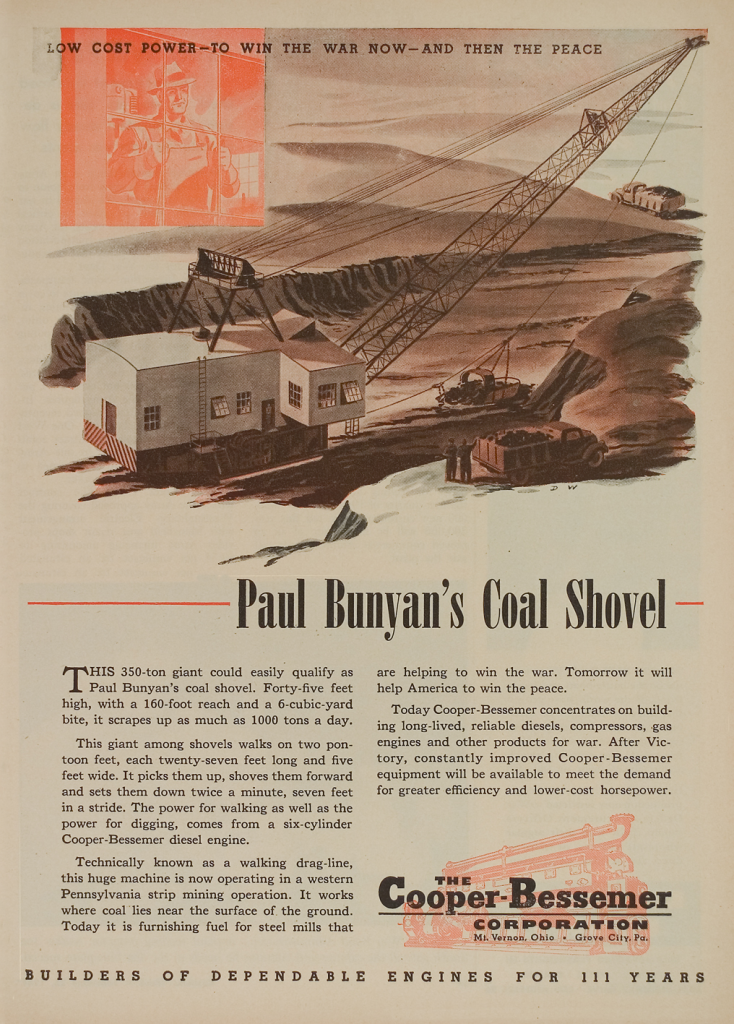 LOW COST POWER—TO WIN THE WAR NOW—AND THEN THE PEACE
D W
Paul Bunyan's Coal Shovel
THIS 350-ton giant could easily qualify as
Paul Bunyan's coal shovel. Forty-five feet
high, with a 160-foot reach and a 6-cubic-yard
bite, it scrapes up as much as 1000 tons a day.
This giant among shovels walks on two pon-
toon feet, each twenty-seven feet long and five
feet wide. It picks them up, shoves them forward
and sets them down twice a minute, seven feet
in a stride. The power for walking as well as the
power for digging, comes from a six-cylinder
Cooper-Bessemer diesel engine.
Technically known as a walking drag-line,
this huge machine is now operating in a western
Pennsylvania strip mining operation. It works
where coal lies near the surface of the ground.
Today it is furnishing fuel for steel mills that
are helping to win the war. Tomorrow it will
help America to win the peace.
Today Cooper-Bessemer concentrates on build-
ing long-lived, reliable diesels, compressors, gas
engines and other products for war. After Vic-
tory, constantly improved Cooper-Bessemer
equipment will be available to meet the demand
for greater efficiency and lower-cost horsepower.
THE
Cooper-Bessemer
CORPORATION
Mt. Vernon, Ohio • Grove City, Pa.
BUILDERS OF DEPENDABLE ENGINES FOR 111 YEARS